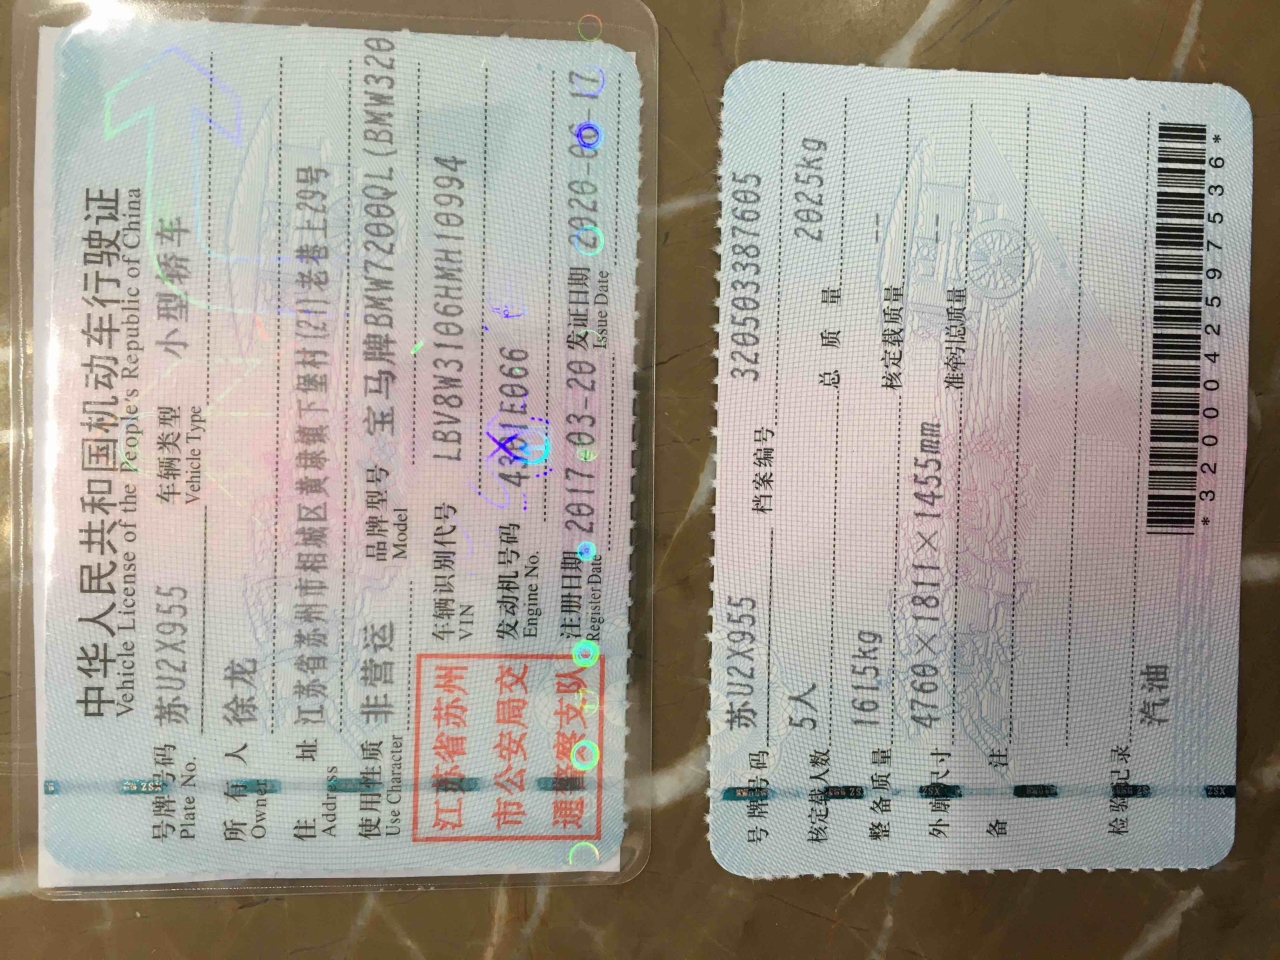 中华人民共和国机动车行驶证
Vehicle License of the People's Republic of China
号牌号码 苏U2X955 车辆类型 小型轿车
Plate No. Vehicle Type
所有人 徐龙
Owner
住址 江苏省苏州市相城区黄埭镇下堡村(21)老巷上29号
Address
使用性质 非营运 品牌型号 宝马牌BMW7200QL(BMW320
Use Character Model
江苏省苏州
市公安局交
通警察支队
车辆识别代号 LBV8W3106HMH10994
VIN
发动机号码 E066
Engine No.
注册日期 2017-03-20 发证日期 2020-06-17
Register Date Issue Date
号牌号码 苏U2X955 档案编号 320503387605
核定载人数 5人 总质量 2025kg
整备质量 1615kg 核定载质量 --
外廓尺寸 4760×1811×1455mm 准牵引总质量 --
备注
检验记录
汽油
*3200042597536*